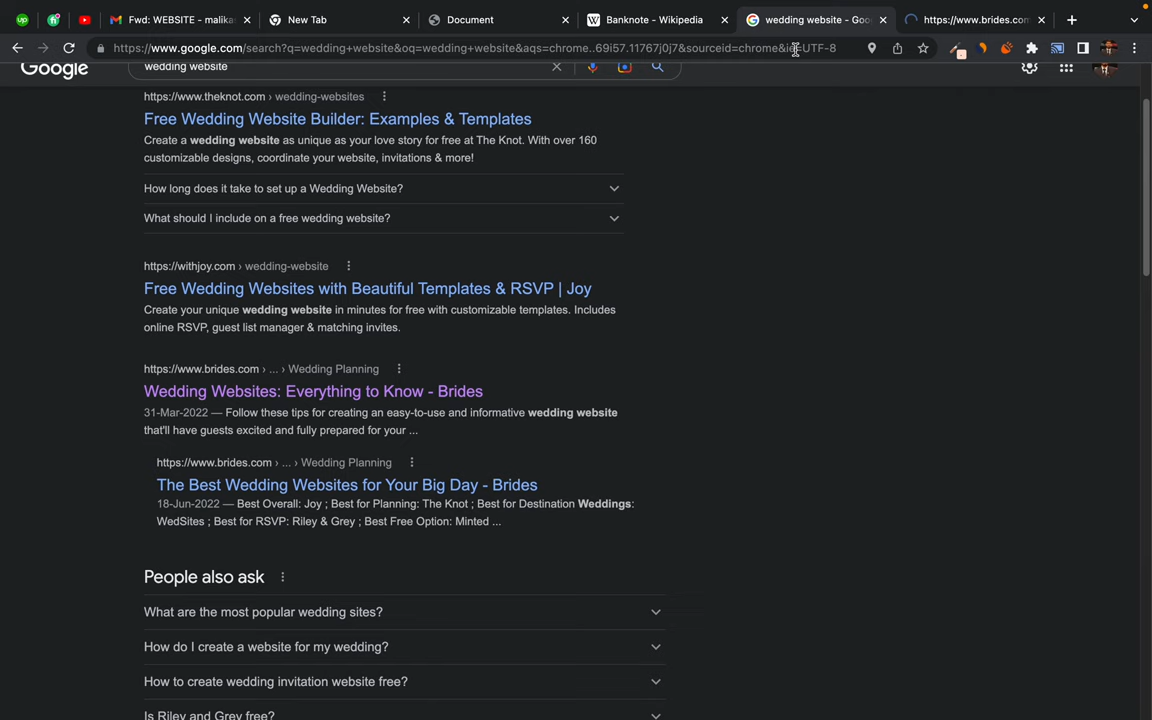 Fwd: WEBSITE - malika
New Tab
Document
Banknote - Wikipedia
wedding website - Goo
https://www.brides.co
https://www.google.com/search?q=wedding+website&oq=wedding+website&aqs=chrome..69i57.11767j0j7&sourceid=chrome&ie=UTF-8
Google
wedding website
https://www.theknot.com › wedding-websites
Free Wedding Website Builder: Examples & Templates
Create a wedding website as unique as your love story for free at The Knot. With over 160
customizable designs, coordinate your website, invitations & more!
How long does it take to set up a Wedding Website?
What should I include on a free wedding website?
https://withjoy.com › wedding-website
Free Wedding Websites with Beautiful Templates & RSVP | Joy
Create your unique wedding website in minutes for free with customizable templates. Includes
online RSVP, guest list manager & matching invites.
https://www.brides.com › ... › Wedding Planning
Wedding Websites: Everything to Know - Brides
31-Mar-2022 — Follow these tips for creating an easy-to-use and informative wedding website
that'll have guests excited and fully prepared for your ...
https://www.brides.com › ... › Wedding Planning
The Best Wedding Websites for Your Big Day - Brides
18-Jun-2022 — Best Overall: Joy ; Best for Planning: The Knot ; Best for Destination Weddings:
WedSites ; Best for RSVP: Riley & Grey ; Best Free Option: Minted ...
People also ask
What are the most popular wedding sites?
How do I create a website for my wedding?
How to create wedding invitation website free?
Is Riley and Grey free?